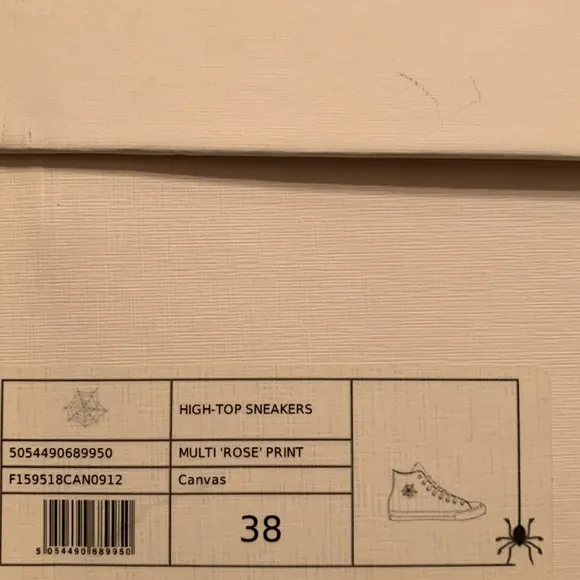 HIGH-TOP SNEAKERS
5054490689950
MULTI 'ROSE' PRINT
F159518CAN0912
Canvas
38
5 054490 689950